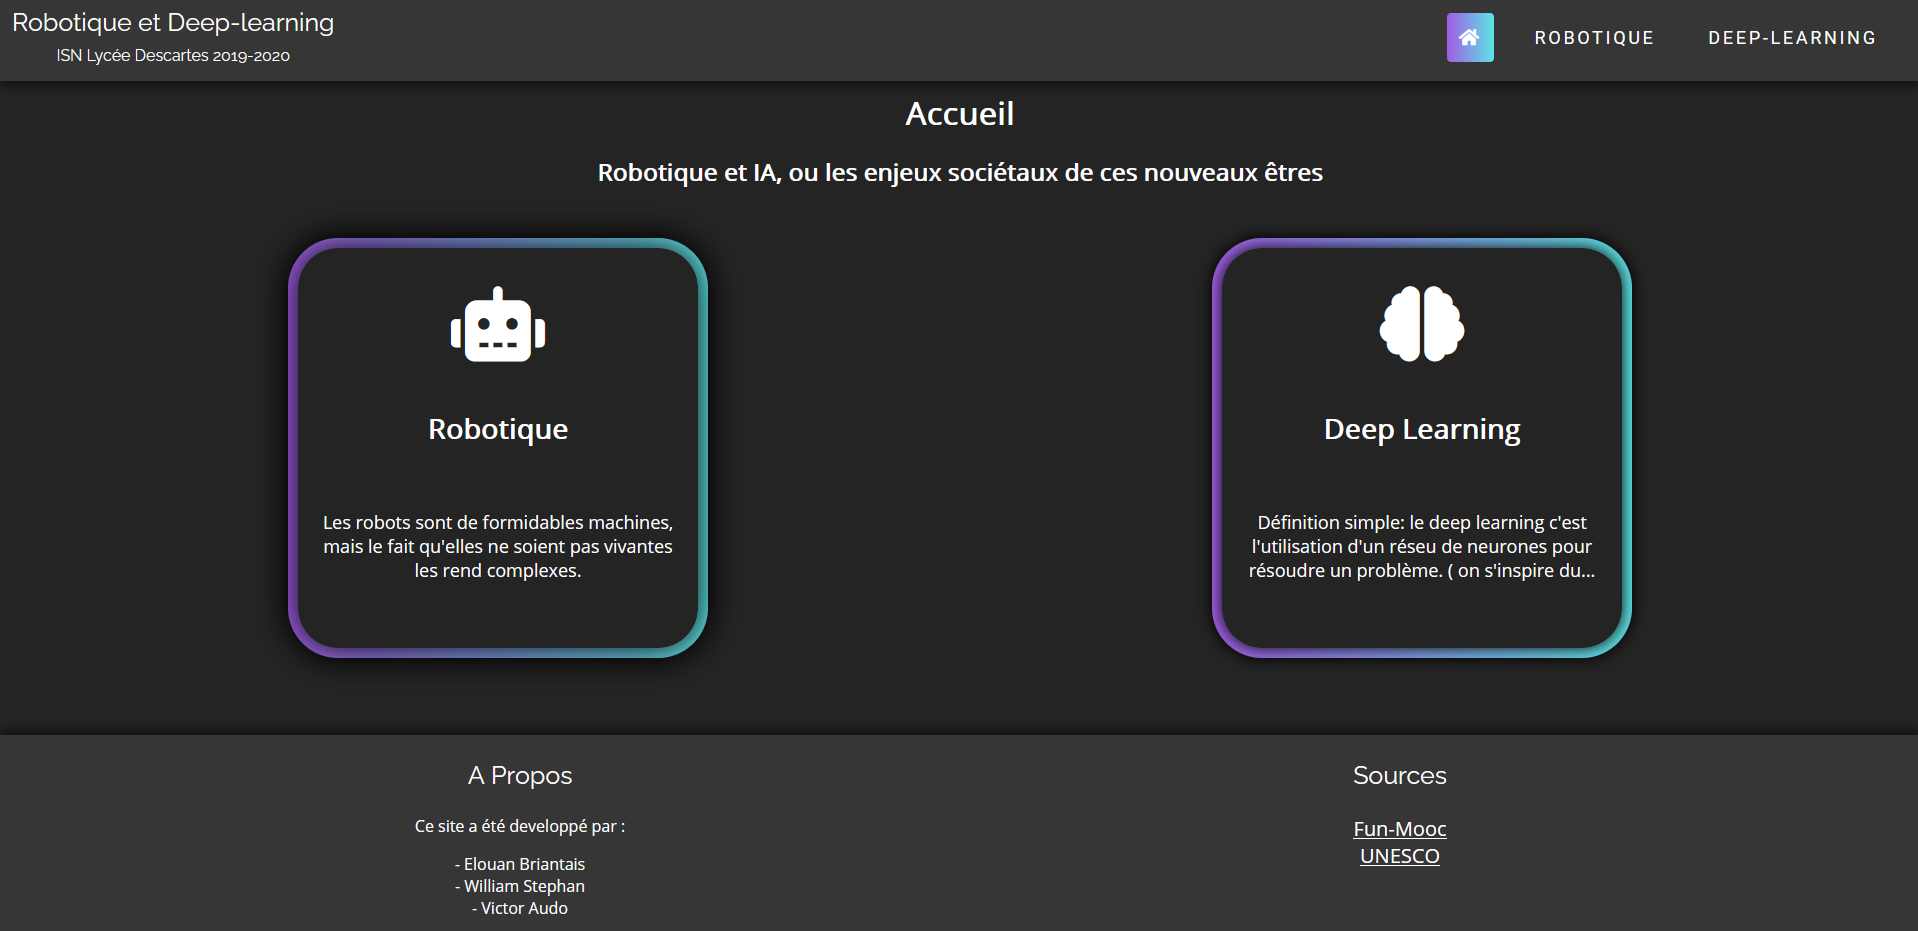 Robotique et Deep-learning
ISN Lycée Descartes 2019-2020
ROBOTIQUE
DEEP-LEARNING
Accueil
Robotique et IA, ou les enjeux sociétaux de ces nouveaux êtres
Robotique
Les robots sont de formidables machines,
mais le fait qu'elles ne soient pas vivantes
les rend complexes.
Deep Learning
Définition simple: le deep learning c'est
l'utilisation d'un réseu de neurones pour
résoudre un problème. ( on s'inspire du...
A Propos
Ce site a été developpé par :
- Elouan Briantais
- William Stephan
- Victor Audo
Sources
Fun-Mooc
UNESCO